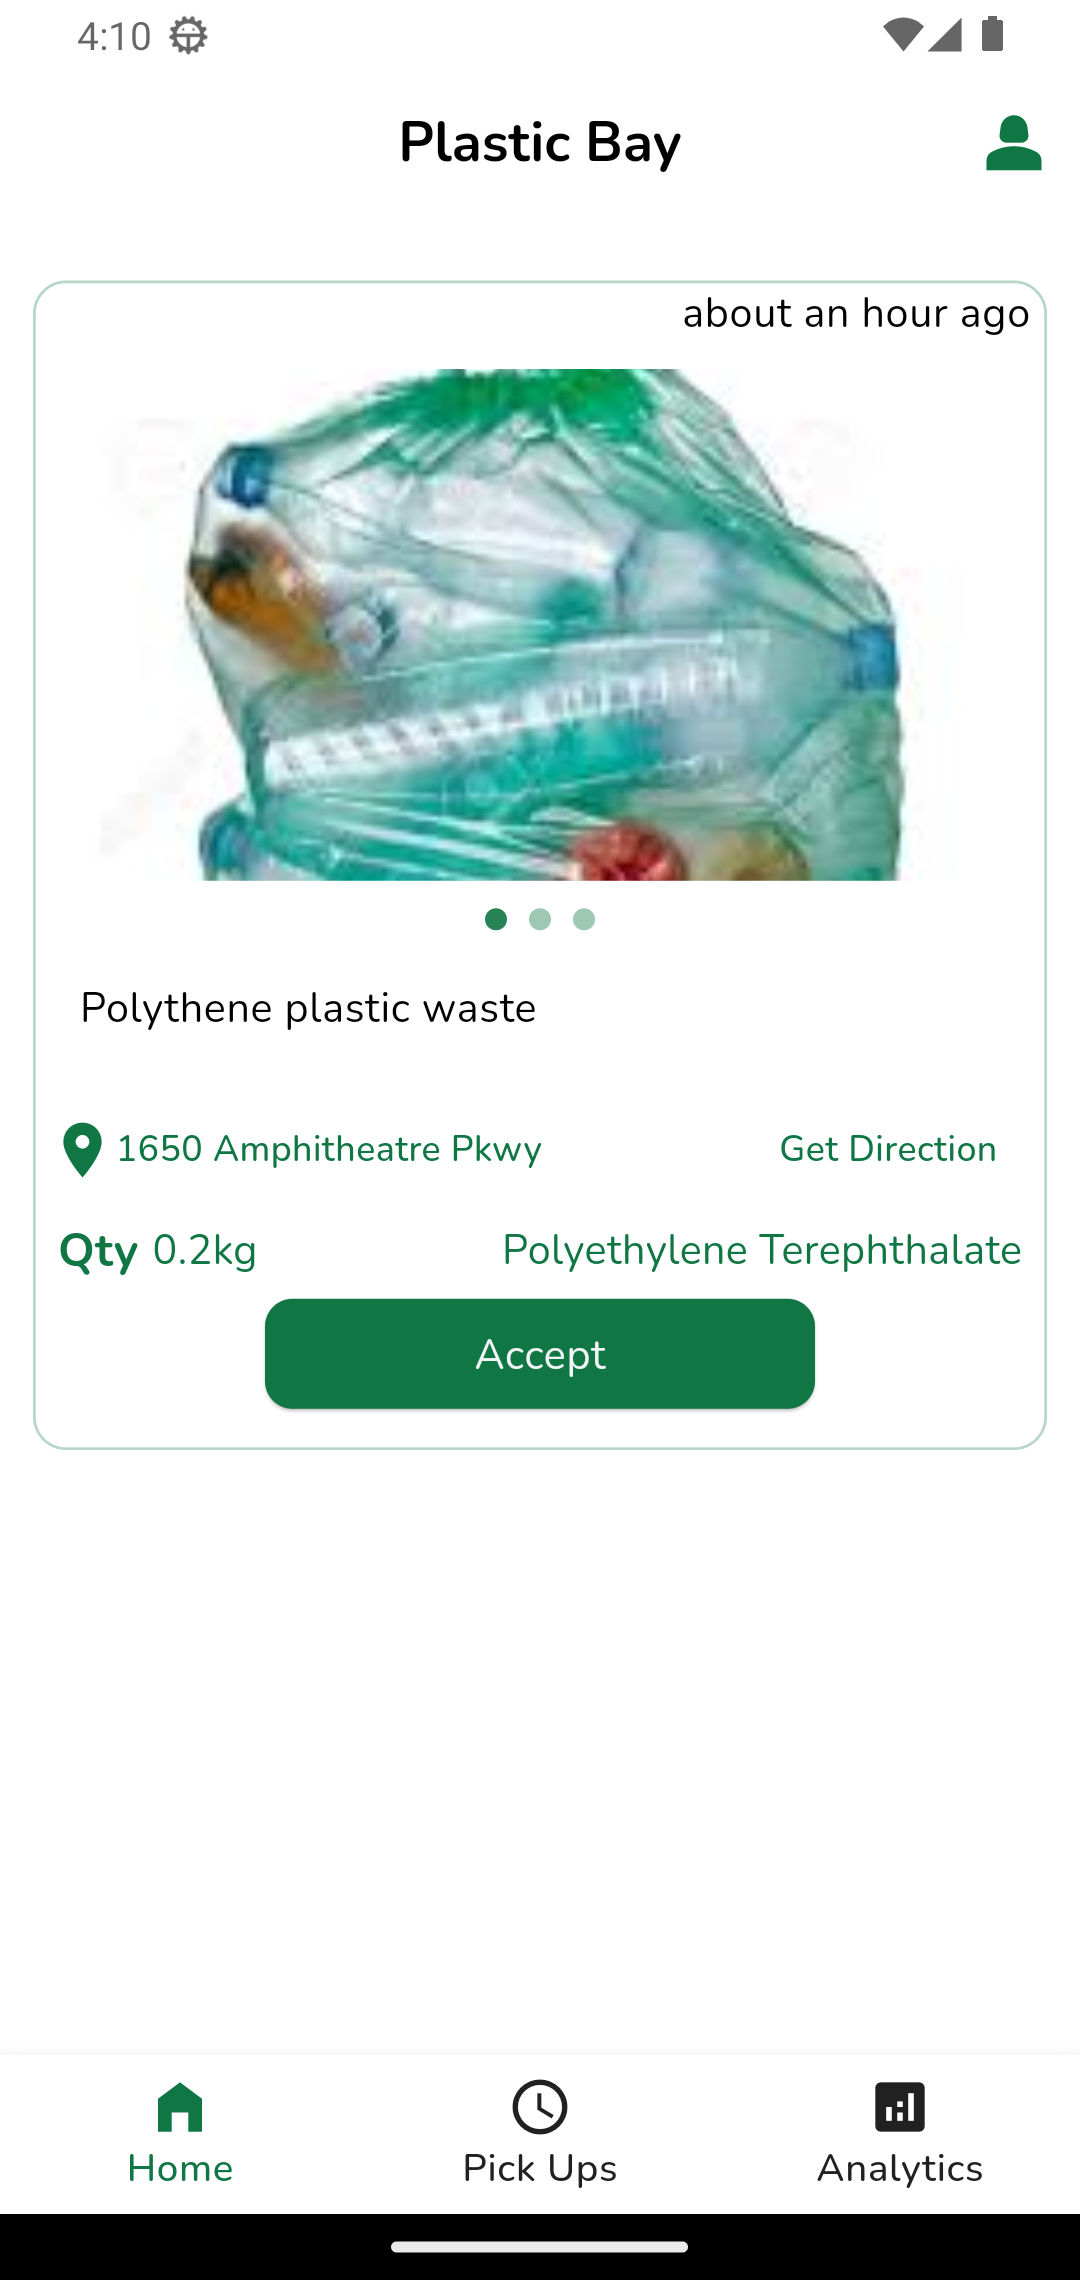 4:10
Plastic Bay
about an hour ago
Polythene plastic waste
1650 Amphitheatre Pkwy Get Direction
Qty 0.2kg Polyethylene Terephthalate
Accept
Home Pick Ups Analytics